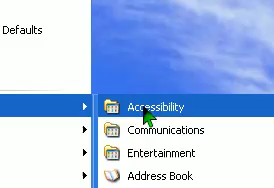 Defaults
Accessibility
Communications
Entertainment
Address Book